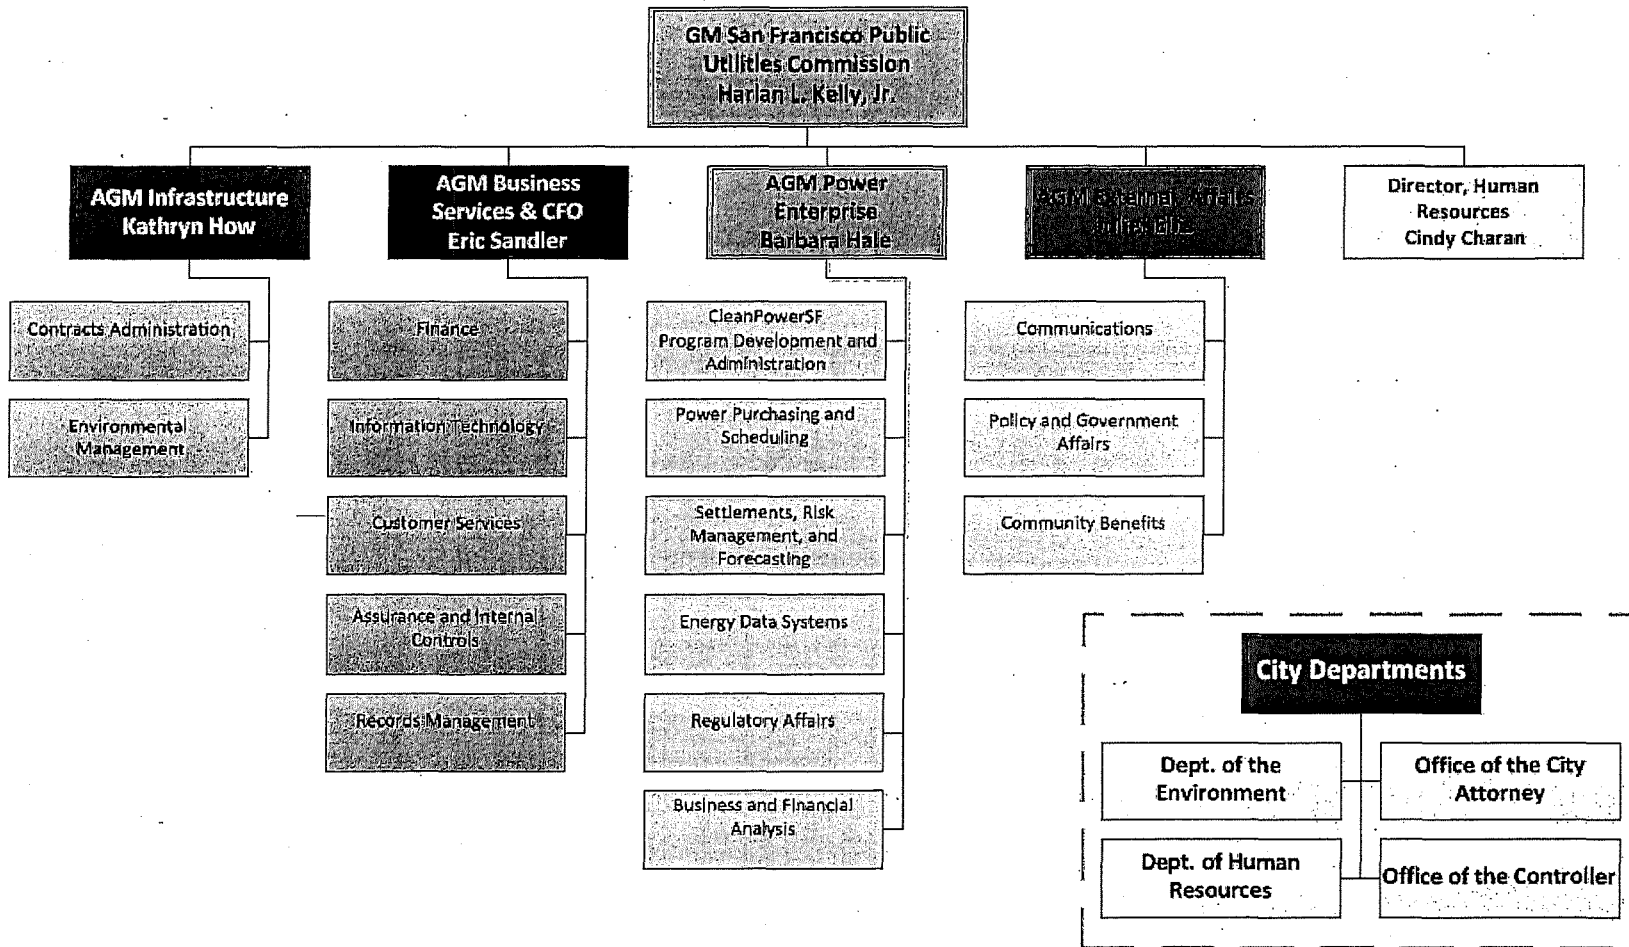 GM San Francisco Public
Utilities Commission
Harlan L. Kelly, Jr.
AGM Infrastructure
Kathryn How
AGM Business
Services & CFO
Eric Sandler
AGM Power
Enterprise
Barbara Hale
AGM External Affairs
Director, Human
Resources
Cindy Charan
Contracts Administration
Environmental
Management
Finance
Information Technology
Customer Services
Assurance and Internal
Controls
Records Management
CleanPowerSF
Program Development and
Administration
Power Purchasing and
Scheduling
Settlements, Risk
Management, and
Forecasting
Energy Data Systems
Regulatory Affairs
Business and Financial
Analysis
Communications
Policy and Government
Affairs
Community Benefits
City Departments
Dept. of the
Environment
Office of the City
Attorney
Dept. of Human
Resources
Office of the Controller